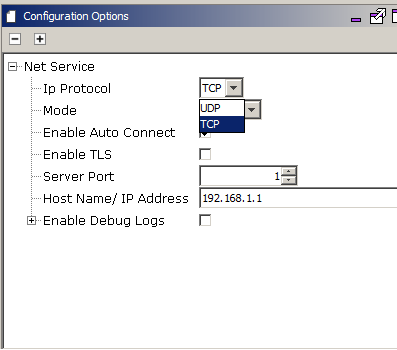 Configuration Options
Net Service
Ip Protocol TCP
Mode UDP
TCP
Enable Auto Connect
Enable TLS
Server Port 1
Host Name/ IP Address 192.168.1.1
Enable Debug Logs